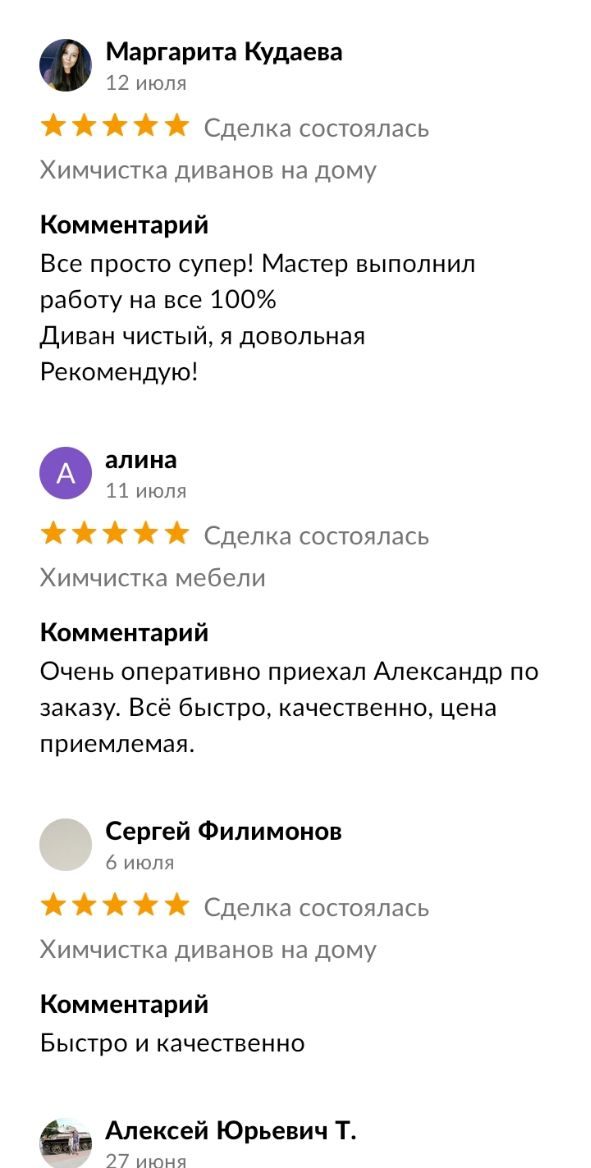 Маргарита Кудаева
12 июля
Сделка состоялась
Химчистка диванов на дому
Комментарий
Все просто супер! Мастер выполнил
работу на все 100%
Диван чистый, я довольная
Рекомендую!
А
алина
11 июля
Сделка состоялась
Химчистка мебели
Комментарий
Очень оперативно приехал Александр по
заказу. Всё быстро, качественно, цена
приемлемая.
Сергей Филимонов
6 июля
Сделка состоялась
Химчистка диванов на дому
Комментарий
Быстро и качественно
Алексей Юрьевич Т.
27 июня